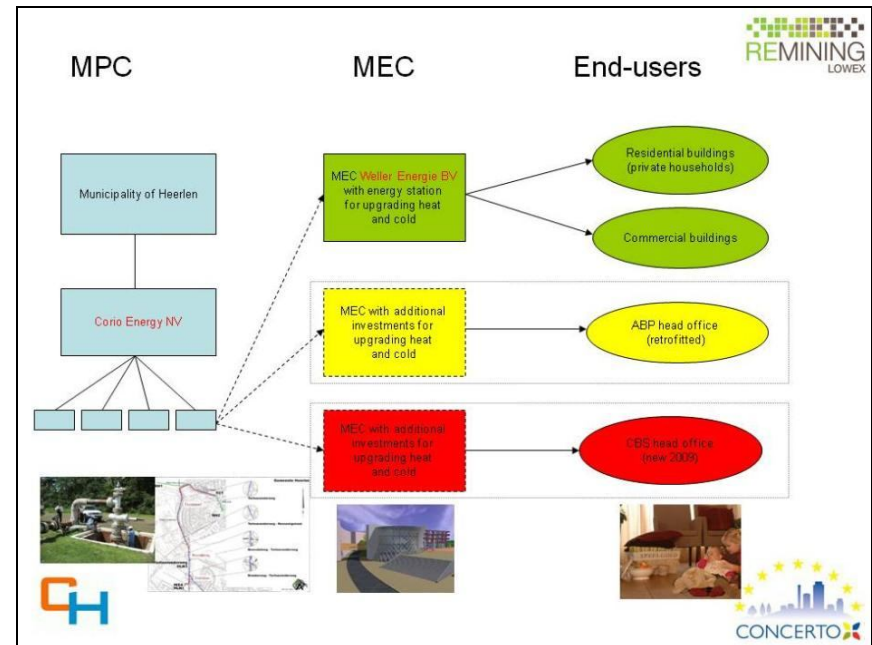 MPC
MEC
End-users
REMINING
LOWEX
Municipality of Heerlen
Corio Energy NV
MEC Weller Energie BV
with energy station
for upgrading heat
and cold
Residential buildings
(private households)
Commercial buildings
MEC with additional
investments for
upgrading heat
and cold
ABP head office
(retrofitted)
MEC with additional
investments for
upgrading heat
and cold
CBS head office
(new 2009)
CH
CONCERTO